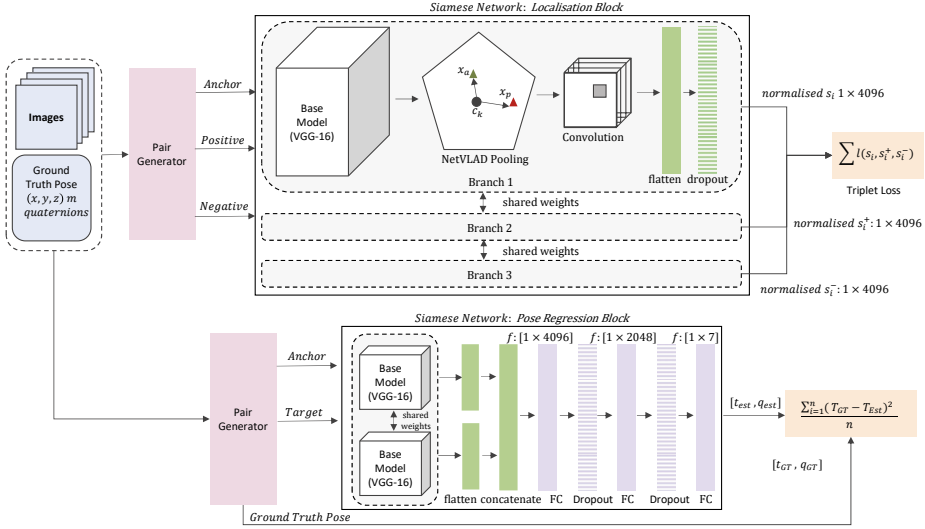 Siamese Network: Localisation Block
Images
Ground
Truth Pose
(x, y, z) m
quaternions
Pair
Generator
Anchor
Positive
Negative
Base
Model
(VGG-16)
x_a
x_p
c_k
NetVLAD Pooling
Convolution
flatten dropout
Branch 1
shared weights
Branch 2
shared weights
Branch 3
normalised s_i 1 × 4096
∑ l(s_i, s_i^+, s_i^-)
Triplet Loss
normalised s_i^+: 1 × 4096
normalised s_i^-: 1 × 4096
Siamese Network: Pose Regression Block
Pair
Generator
Anchor
Target
Base
Model
(VGG-16)
shared
weights
Base
Model
(VGG-16)
f: [1 × 4096] f: [1 × 2048] f: [1 × 7]
flatten concatenate FC Dropout FC Dropout FC
[t_est, q_est]
∑_{i=1}^{n}(T_GT − T_Est)^2
n
[t_GT, q_GT]
Ground Truth Pose